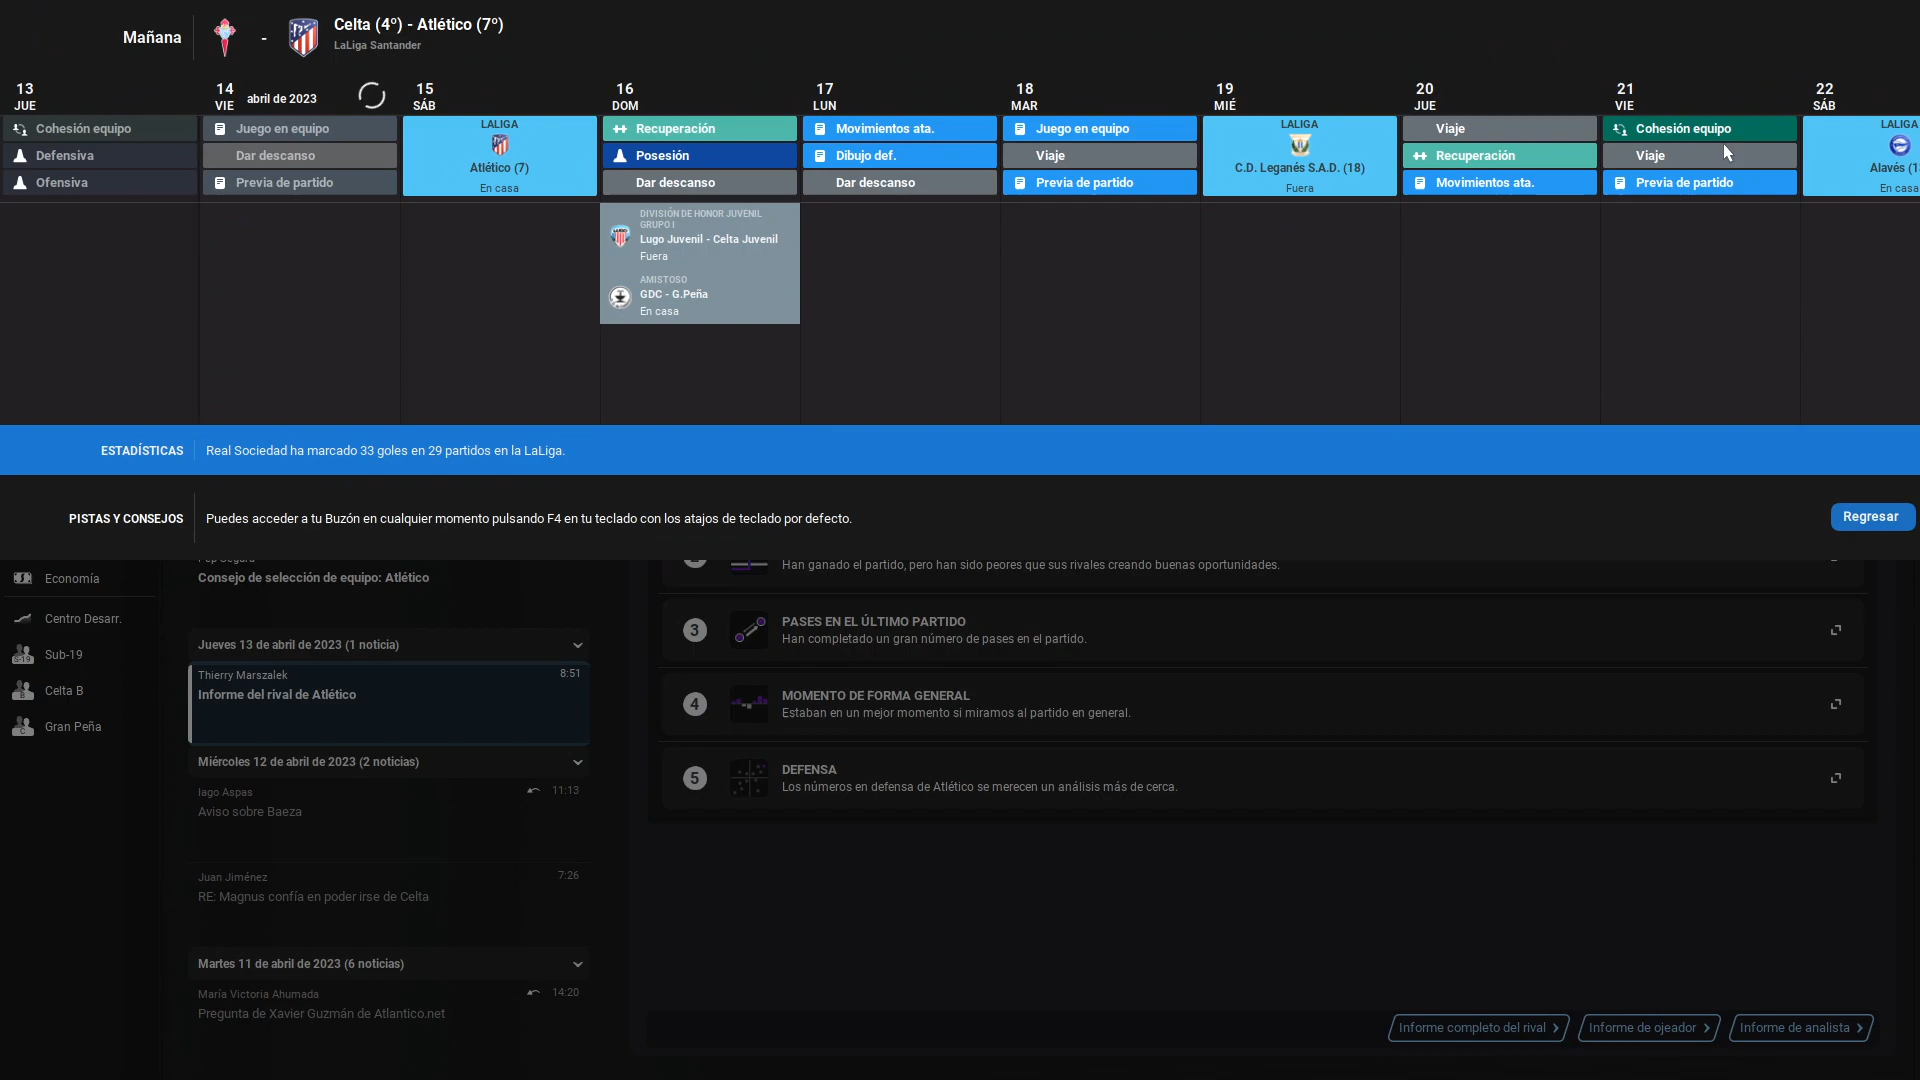 Mañana
-
Celta (4º) - Atlético (7º)
LaLiga Santander
13
JUE
14
VIE
abril de 2023
15
SÁB
16
DOM
17
LUN
18
MAR
19
MIÉ
20
JUE
21
VIE
22
SÁB
Cohesión equipo
Defensiva
Ofensiva
Juego en equipo
Dar descanso
Previa de partido
LALIGA
Atlético (7)
En casa
Recuperación
Posesión
Dar descanso
Movimientos ata.
Dibujo def.
Dar descanso
Juego en equipo
Viaje
Previa de partido
LALIGA
C.D. Leganés S.A.D. (18)
Fuera
Viaje
Recuperación
Movimientos ata.
Cohesión equipo
Viaje
Previa de partido
LALIGA
Alavés
En casa
DIVISIÓN DE HONOR JUVENIL
GRUPO I
Lugo Juvenil - Celta Juvenil
Fuera
AMISTOSO
GDC - G.Peña
En casa
ESTADÍSTICAS
Real Sociedad ha marcado 33 goles en 29 partidos en la LaLiga.
PISTAS Y CONSEJOS
Puedes acceder a tu Buzón en cualquier momento pulsando F4 en tu teclado con los atajos de teclado por defecto.
Regresar
Economía
Centro Desarr.
Sub-19
Celta B
Gran Peña
Consejo de selección de equipo: Atlético
Jueves 13 de abril de 2023 (1 noticia)
Thierry Marszalek
8:51
Informe del rival de Atlético
Miércoles 12 de abril de 2023 (2 noticias)
Iago Aspas
11:13
Aviso sobre Baeza
Juan Jiménez
7:26
RE: Magnus confía en poder irse de Celta
Martes 11 de abril de 2023 (6 noticias)
María Victoria Ahumada
14:20
Pregunta de Xavier Guzmán de Atlantico.net
Han ganado el partido, pero han sido peores que sus rivales creando buenas oportunidades.
3
PASES EN EL ÚLTIMO PARTIDO
Han completado un gran número de pases en el partido.
4
MOMENTO DE FORMA GENERAL
Estaban en un mejor momento si miramos al partido en general.
5
DEFENSA
Los números en defensa de Atlético se merecen un análisis más de cerca.
Informe completo del rival
Informe de ojeador
Informe de analista